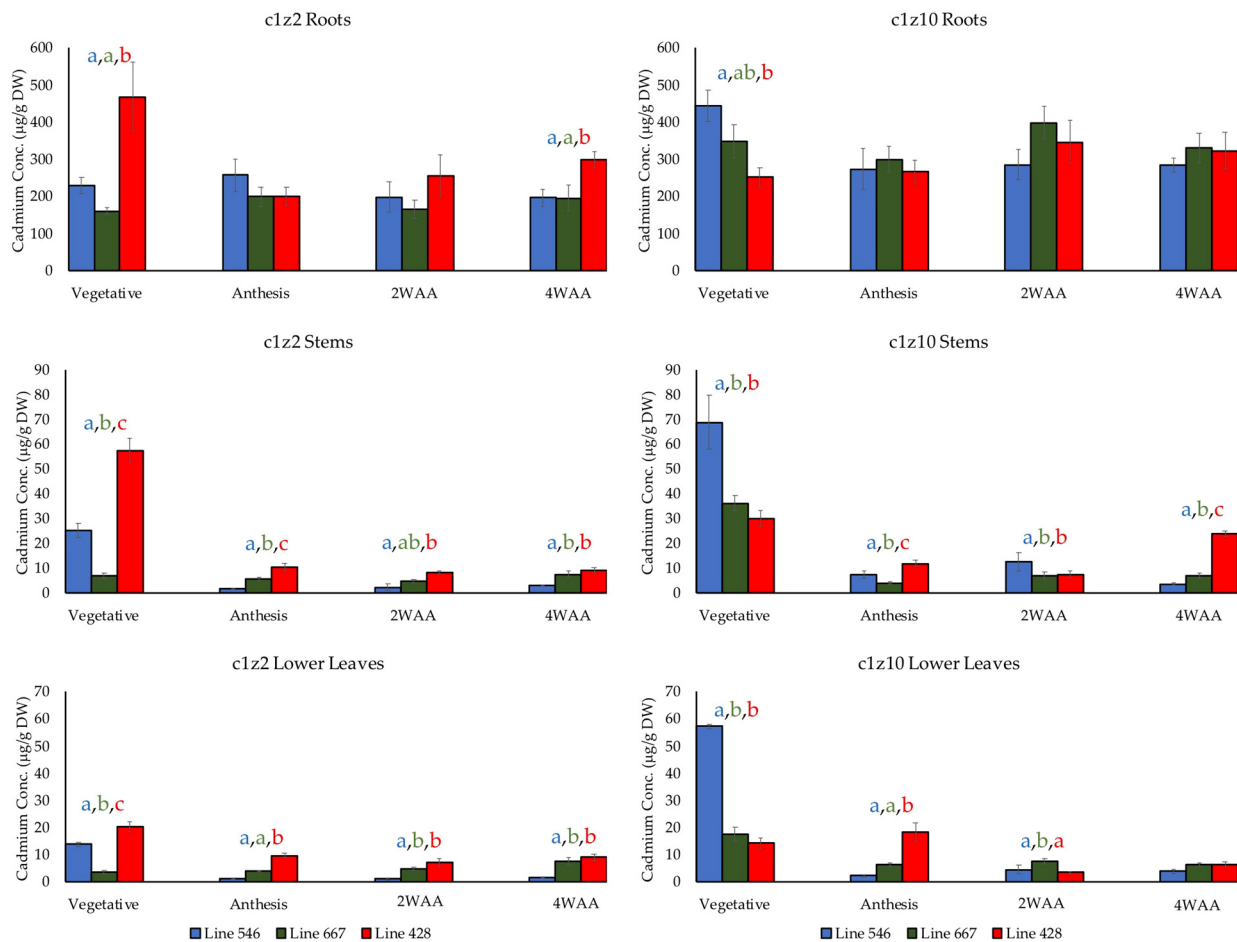 c1z2 Roots
Cadmium Conc. (µg/g DW)
600
500
400
300
200
100
0
a,a,b
a,a,b
Vegetative Anthesis 2WAA 4WAA
c1z10 Roots
Cadmium Conc. (µg/g DW)
600
500
400
300
200
100
0
a,ab,b
Vegetative Anthesis 2WAA 4WAA
c1z2 Stems
Cadmium Conc. (µg/g DW)
90
80
70
60
50
40
30
20
10
0
a,b,c
a,b,c
a,ab,b
a,b,b
Vegetative Anthesis 2WAA 4WAA
c1z10 Stems
Cadmium Conc. (µg/g DW)
90
80
70
60
50
40
30
20
10
0
a,b,b
a,b,c
a,b,b
a,b,c
Vegetative Anthesis 2WAA 4WAA
c1z2 Lower Leaves
Cadmium Conc. (µg/g DW)
70
60
50
40
30
20
10
0
a,b,c
a,a,b
a,b,b
a,b,b
Vegetative Anthesis 2WAA 4WAA
Line 546 Line 667 Line 428
c1z10 Lower Leaves
Cadmium Conc. (µg/g DW)
70
60
50
40
30
20
10
0
a,b,b
a,a,b
a,b,a
Vegetative Anthesis 2WAA 4WAA
Line 546 Line 667 Line 428